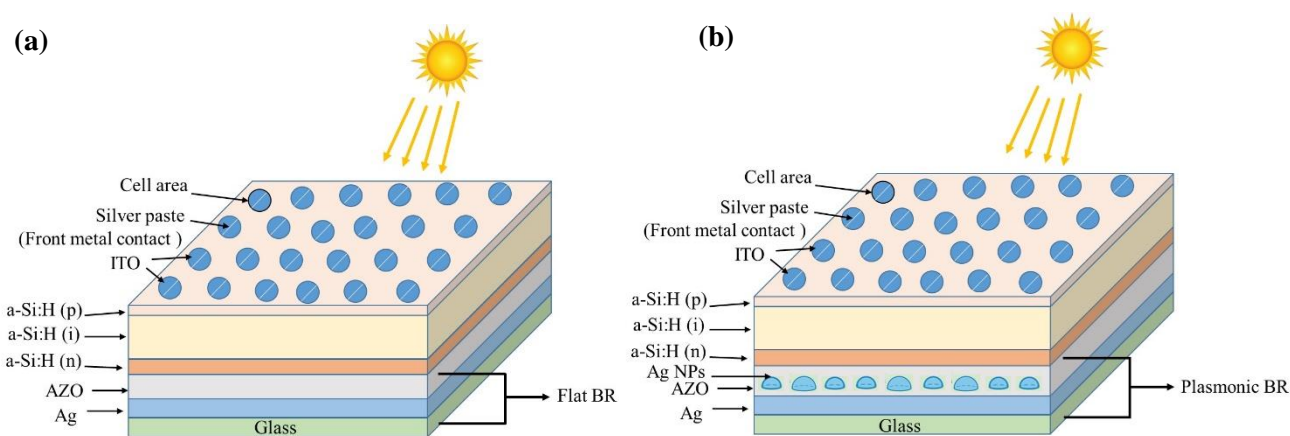 (a)
Cell area
Silver paste
(Front metal contact )
ITO
a-Si:H (p)
a-Si:H (i)
a-Si:H (n)
AZO
Ag
Glass
Flat BR
(b)
Cell area
Silver paste
(Front metal contact )
ITO
a-Si:H (p)
a-Si:H (i)
a-Si:H (n)
Ag NPs
AZO
Ag
Glass
Plasmonic BR